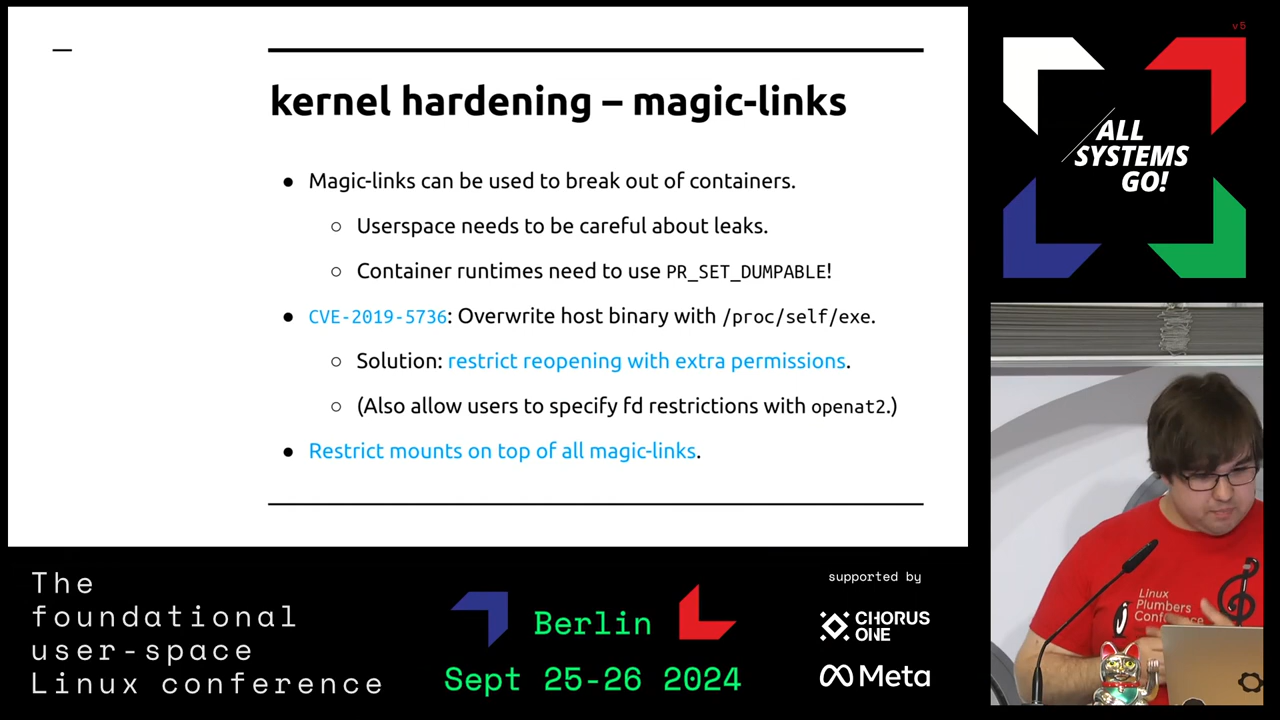 kernel hardening – magic-links
● Magic-links can be used to break out of containers.
○ Userspace needs to be careful about leaks.
○ Container runtimes need to use PR_SET_DUMPABLE!
● CVE-2019-5736: Overwrite host binary with /proc/self/exe.
○ Solution: restrict reopening with extra permissions.
○ (Also allow users to specify fd restrictions with openat2.)
● Restrict mounts on top of all magic-links.
v5
ALL
SYSTEMS
GO!
Linux
Plumbers
Conference
The
foundational
user-space
Linux conference
Berlin
Sept 25-26 2024
supported by
CHORUS
ONE
Meta